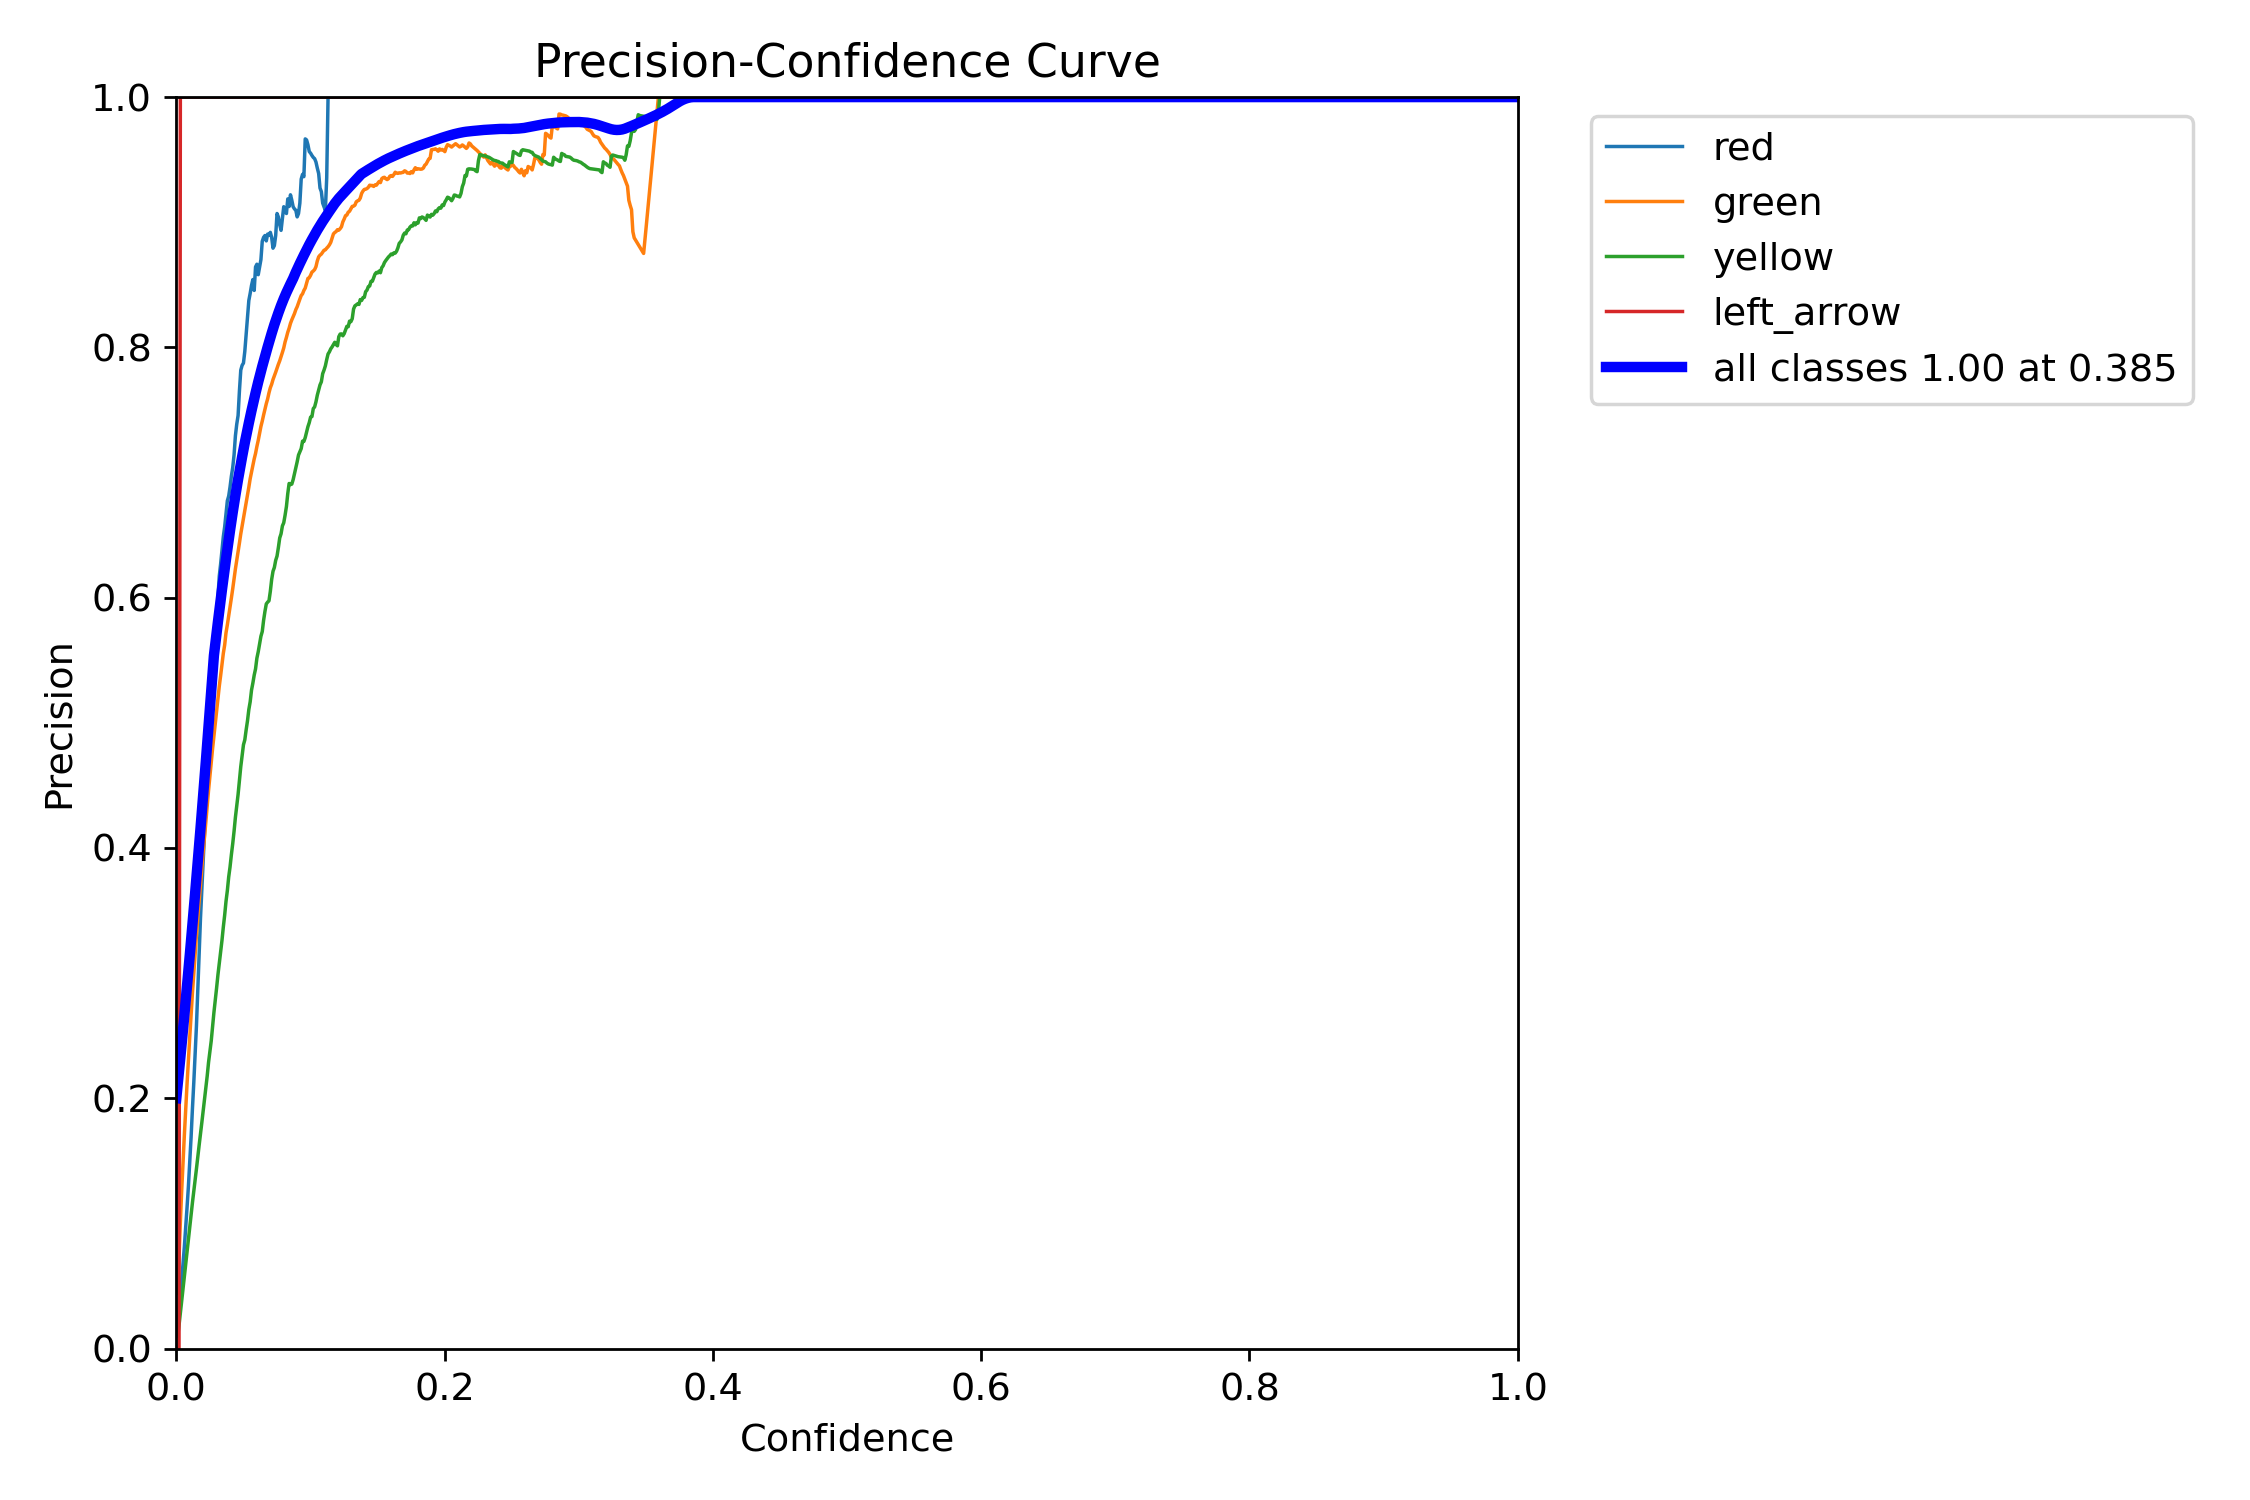 Precision-Confidence Curve
1.0
0.8
0.6
0.4
0.2
0.0
Precision
0.0 0.2 0.4 0.6 0.8 1.0
Confidence
red
green
yellow
left_arrow
all classes 1.00 at 0.385